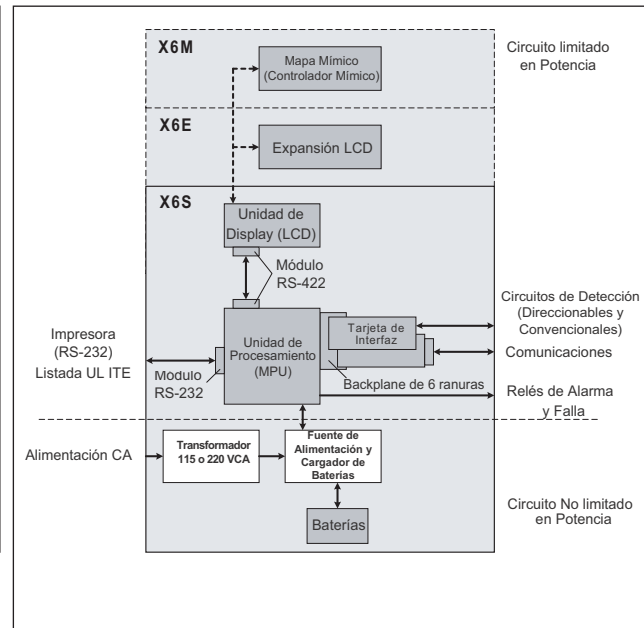 X6M
Mapa Mímico
(Controlador Mímico)
Circuito limitado
en Potencia
X6E
Expansión LCD
X6S
Unidad de
Display (LCD)
Módulo
RS-422
Circuitos de Detección
(Direccionables y
Convencionales)
Tarjeta de
Interfaz
Impresora
(RS-232)
Listada UL ITE
Unidad de
Procesamiento
(MPU)
Comunicaciones
Modulo
RS-232
Backplane de 6 ranuras
Relés de Alarma
y Falla
Alimentación CA
Transformador
115 o 220 VCA
Fuente de
Alimentación y
Cargador de
Baterías
Baterías
Circuito No limitado
en Potencia